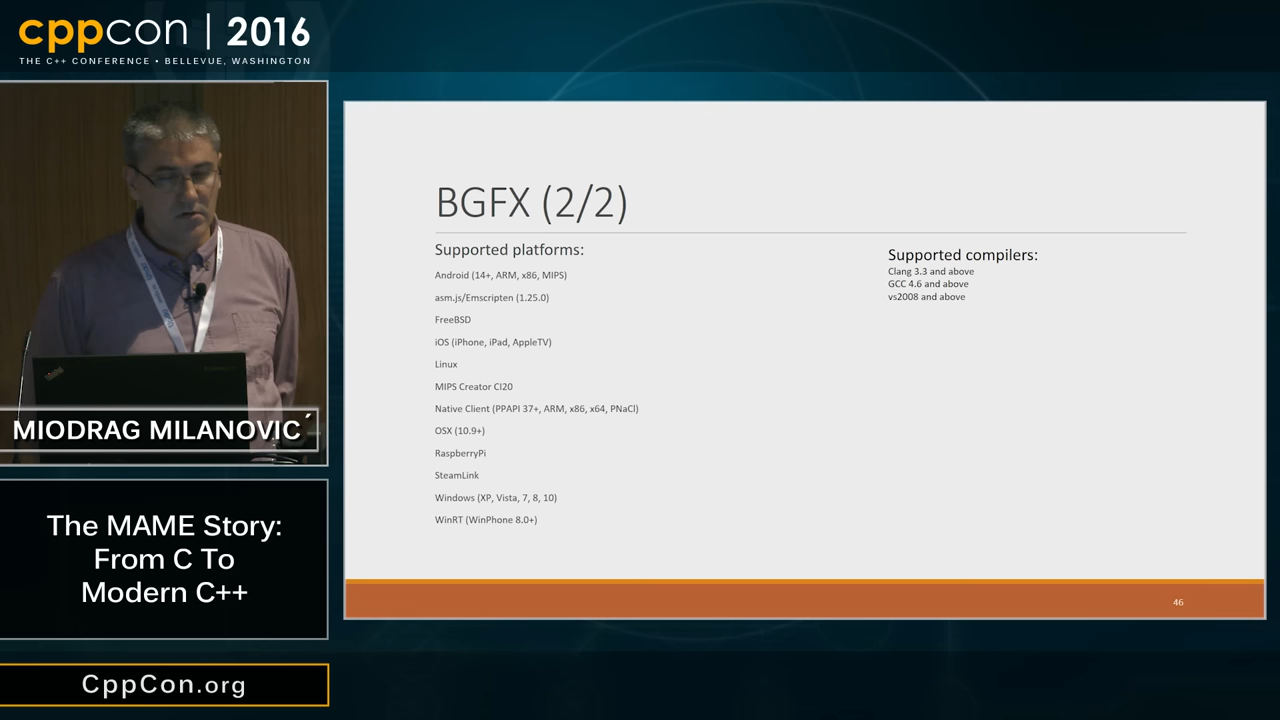 cppcon | 2016
THE C++ CONFERENCE • BELLEVUE, WASHINGTON
MIODRAG MILANOVIC´
The MAME Story:
From C To
Modern C++
CppCon.org
BGFX (2/2)
Supported platforms:
Android (14+, ARM, x86, MIPS)
asm.js/Emscripten (1.25.0)
FreeBSD
iOS (iPhone, iPad, AppleTV)
Linux
MIPS Creator CI20
Native Client (PPAPI 37+, ARM, x86, x64, PNaCl)
OSX (10.9+)
RaspberryPi
SteamLink
Windows (XP, Vista, 7, 8, 10)
WinRT (WinPhone 8.0+)
Supported compilers:
Clang 3.3 and above
GCC 4.6 and above
vs2008 and above
46